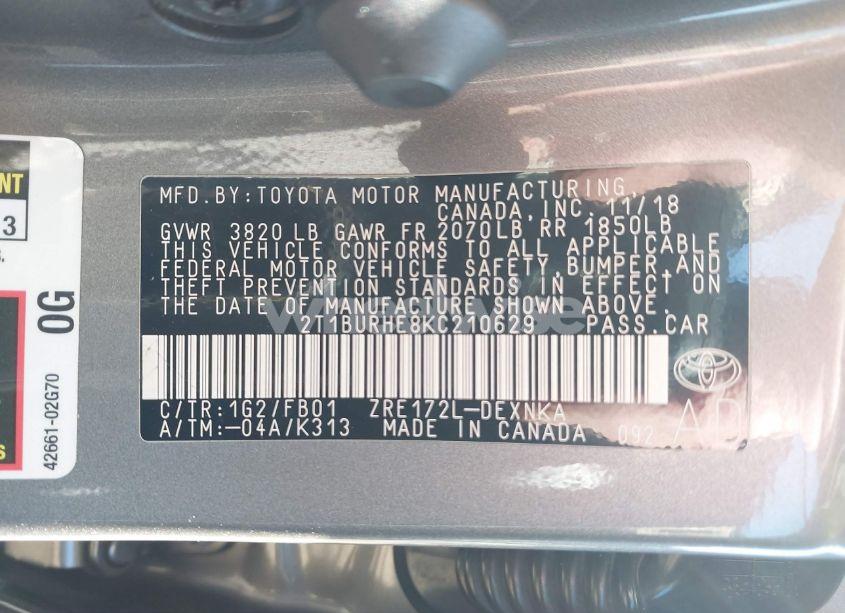 NT
3
OG
42661-02G70
S
MFD.BY:TOYOTA MOTOR MANUFACTURING,
CANADA,INC. 11/18
GVWR 3820 LB GAWR FR 2070LB RR 1850LB
THIS VEHICLE CONFORMS TO ALL APPLICABLE
FEDERAL MOTOR VEHICLE SAFETY,BUMPER,AND
THEFT PREVENTION STANDARDS IN EFFECT ON
THE DATE OF MANUFACTURE SHOWN ABOVE.
2T1BURHE8KC210629 PASS.CAR
C/TR:1G2/FB01 ZRE172L-DEXNKA
A/TM:-04A/K313 MADE IN CANADA 092 AD